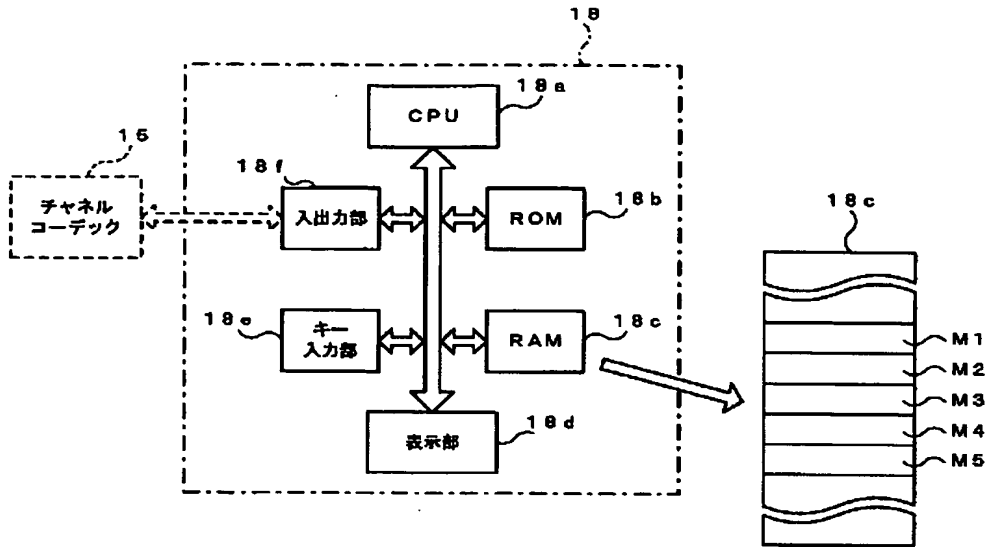 １８
１８ａ
ＣＰＵ
１５
チャネル
コーデック
１８ｆ
入出力部
ＲＯＭ
１８ｂ
１８ｃ
１８ｅ
キー
入力部
ＲＡＭ
１８ｃ
Ｍ１
Ｍ２
Ｍ３
Ｍ４
Ｍ５
表示部
１８ｄ